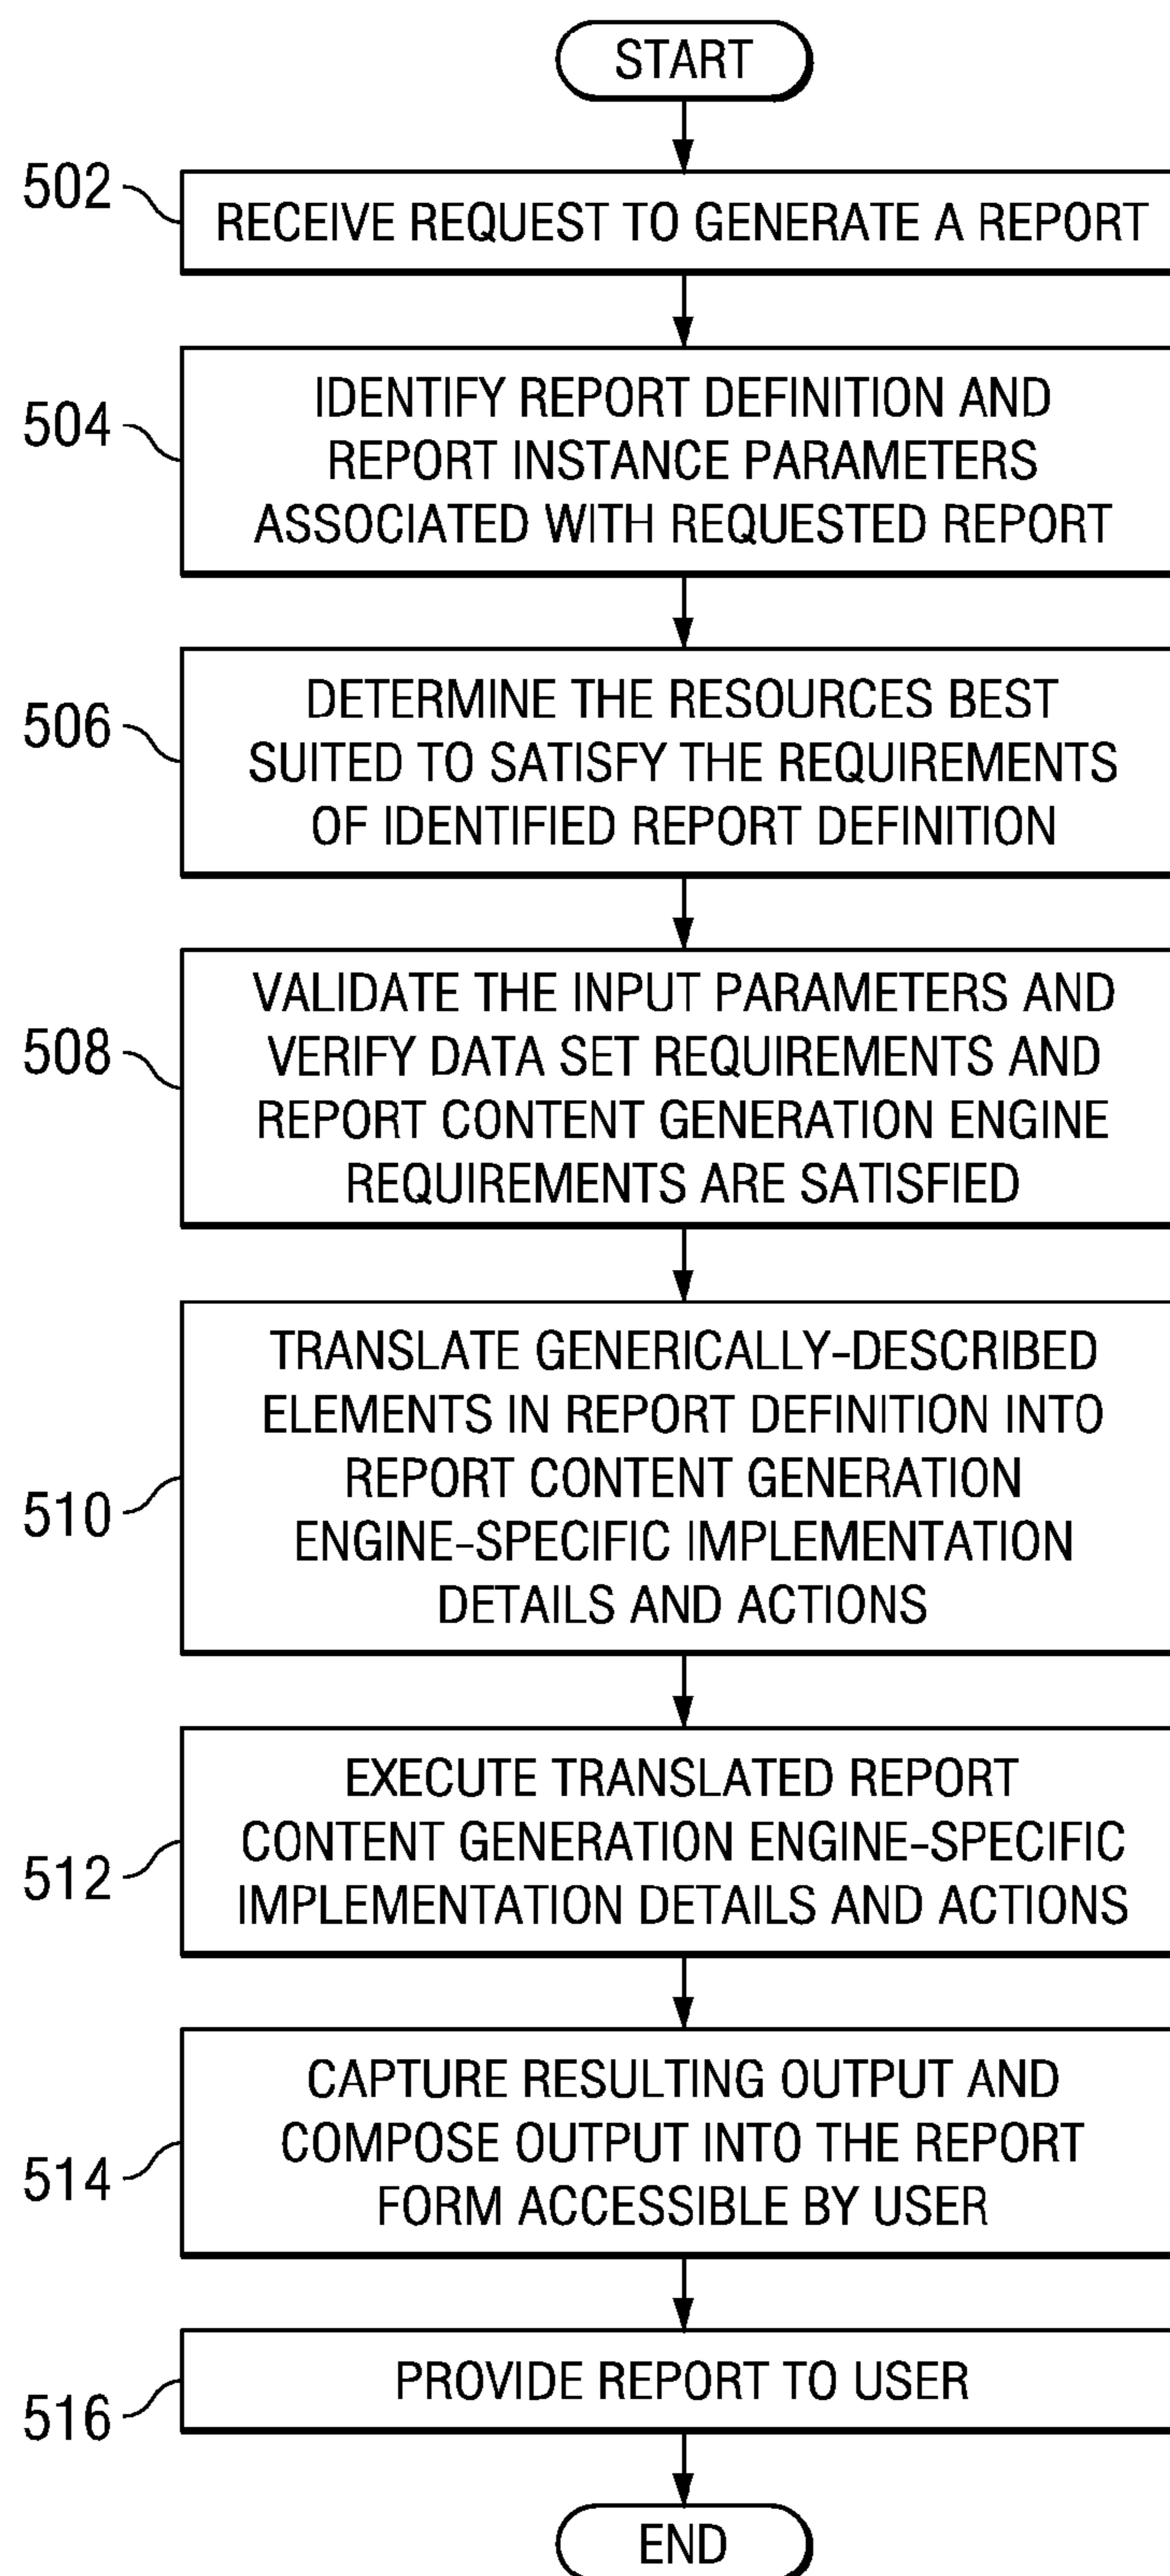 START
502
RECEIVE REQUEST TO GENERATE A REPORT
504
IDENTIFY REPORT DEFINITION AND
REPORT INSTANCE PARAMETERS
ASSOCIATED WITH REQUESTED REPORT
506
DETERMINE THE RESOURCES BEST
SUITED TO SATISFY THE REQUIREMENTS
OF IDENTIFIED REPORT DEFINITION
508
VALIDATE THE INPUT PARAMETERS AND
VERIFY DATA SET REQUIREMENTS AND
REPORT CONTENT GENERATION ENGINE
REQUIREMENTS ARE SATISFIED
510
TRANSLATE GENERICALLY-DESCRIBED
ELEMENTS IN REPORT DEFINITION INTO
REPORT CONTENT GENERATION
ENGINE-SPECIFIC IMPLEMENTATION
DETAILS AND ACTIONS
512
EXECUTE TRANSLATED REPORT
CONTENT GENERATION ENGINE-SPECIFIC
IMPLEMENTATION DETAILS AND ACTIONS
514
CAPTURE RESULTING OUTPUT AND
COMPOSE OUTPUT INTO THE REPORT
FORM ACCESSIBLE BY USER
516
PROVIDE REPORT TO USER
END